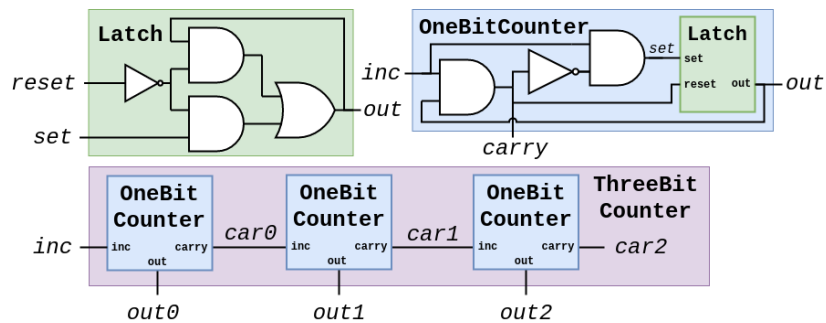 Latch
reset
set
out
OneBitCounter
Latch
inc
set
set
reset
out
out
carry
OneBit
Counter
OneBit
Counter
OneBit
Counter
ThreeBit
Counter
inc
inc
carry
out
car0
inc
carry
out
car1
inc
carry
out
car2
out0
out1
out2